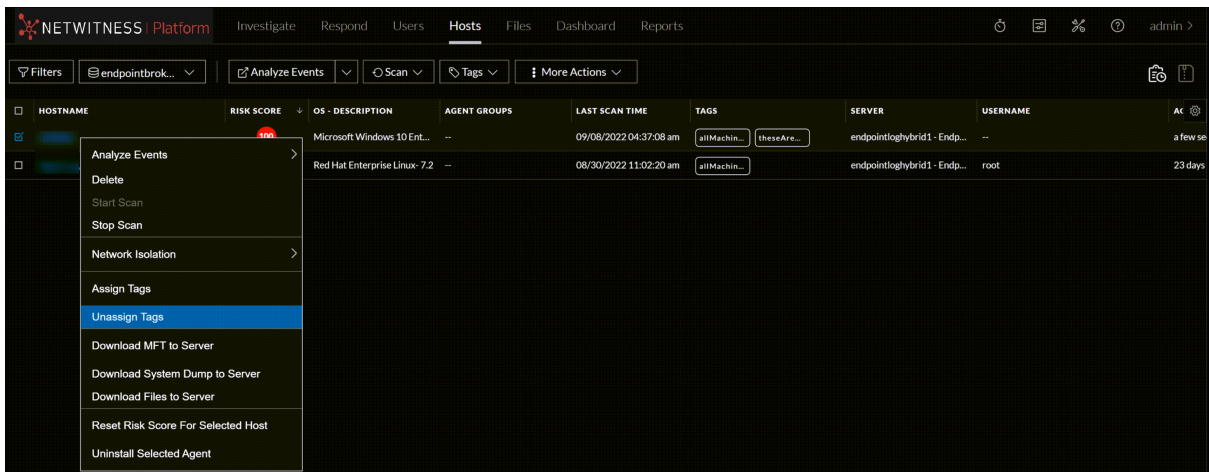 NETWITNESS Platform Investigate Respond Users Hosts Files Dashboard Reports admin >
Filters endpointbrok... Analyze Events Scan Tags More Actions
HOSTNAME RISK SCORE OS - DESCRIPTION AGENT GROUPS LAST SCAN TIME TAGS SERVER USERNAME AC
100 Microsoft Windows 10 Ent... -- 09/08/2022 04:37:08 am allMachin... theseAre... endpointloghybrid1 - Endp... -- a few se
Red Hat Enterprise Linux- 7.2 -- 08/30/2022 11:02:20 am allMachin... endpointloghybrid1 - Endp... root 23 days
Analyze Events
Delete
Start Scan
Stop Scan
Network Isolation
Assign Tags
Unassign Tags
Download MFT to Server
Download System Dump to Server
Download Files to Server
Reset Risk Score For Selected Host
Uninstall Selected Agent